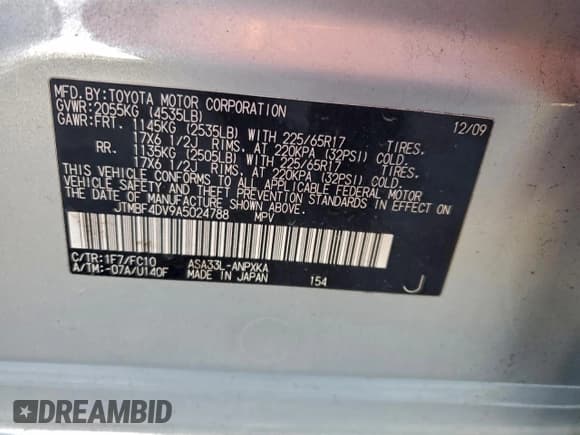 MFD.BY:TOYOTA MOTOR CORPORATION 12/09
GVWR:2055KG (4535LB)
GAWR:FRT. 1145KG (2535LB) WITH 225/65R17 TIRES.
17X6 1/2J RIMS. AT 220KPA (32PSI) COLD.
RR. 1135KG (2505LB) WITH 225/65R17 TIRES.
17X6 1/2J RIMS. AT 220KPA (32PSI) COLD.
THIS VEHICLE CONFORMS TO ALL APPLICABLE FEDERAL MOTOR
VEHICLE SAFETY AND THEFT PREVENTION STANDARDS IN EFFECT ON
THE DATE OF MANUFACTURE SHOWN ABOVE.
JTMBF4DV9A5024788 MPV
C/TR:1F7/FC10 ASA33L-ANPXKA
A/TM:-07A/U140F MADE IN JAPAN 154 J
DREAMBID